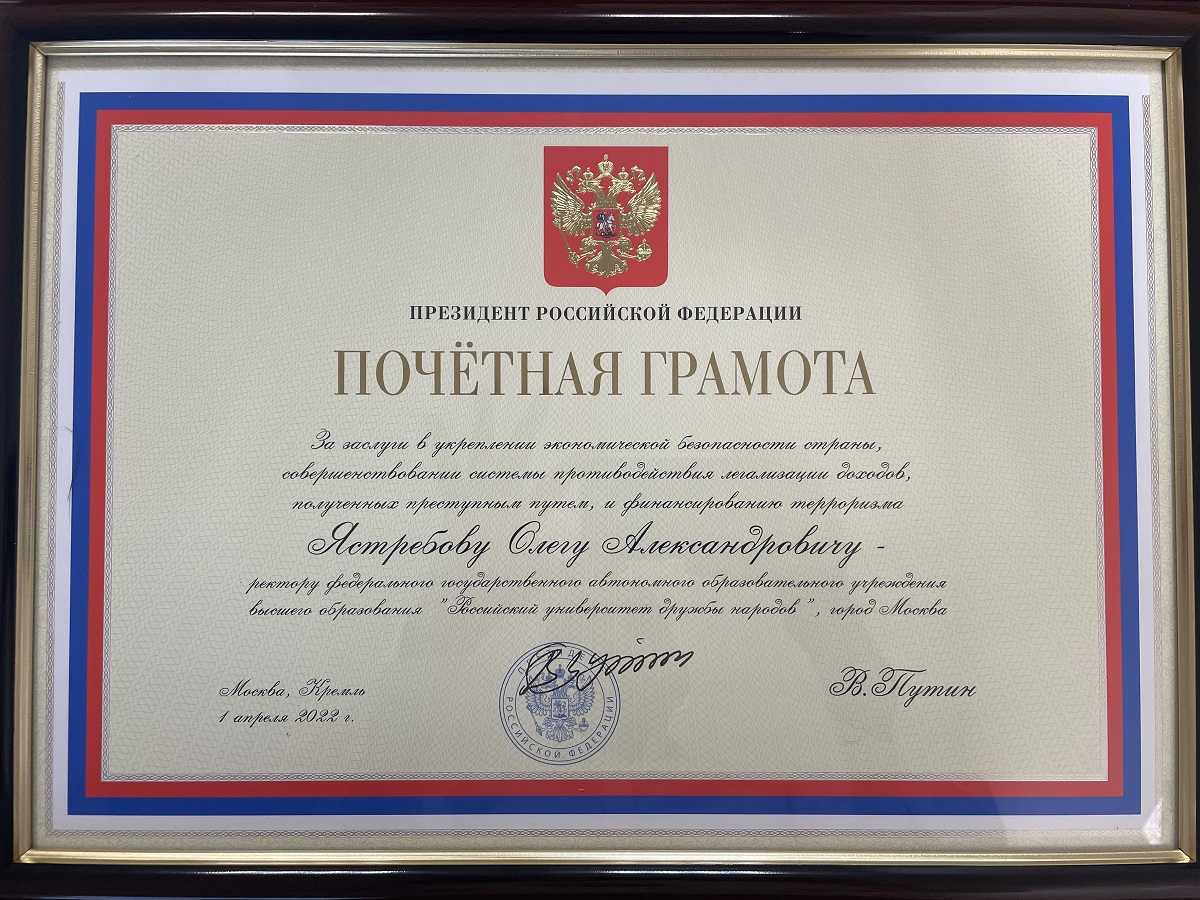 ПРЕЗИДЕНТ РОССИЙСКОЙ ФЕДЕРАЦИИ
ПОЧЁТНАЯ ГРАМОТА
За заслуги в укреплении экономической безопасности страны,
совершенствовании системы противодействия легализации доходов,
полученных преступным путем, и финансированию терроризма
Ястребову Олегу Александровичу -
ректору федерального государственного автономного образовательного учреждения
высшего образования "Российский университет дружбы народов", город Москва
Москва, Кремль
1 апреля 2022 г.
РОССИЙСКОЙ ФЕДЕРАЦИИ
В. Путин